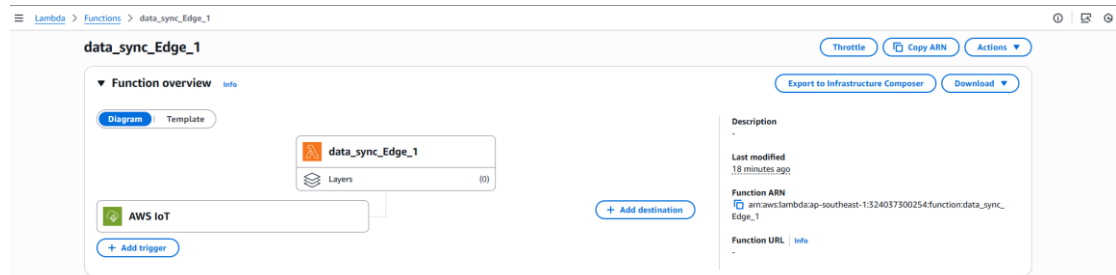 Lambda > Functions > data_sync_Edge_1
data_sync_Edge_1
Throttle Copy ARN Actions
Function overview Info
Export to Infrastructure Composer Download
Diagram Template
data_sync_Edge_1
Layers (0)
AWS IoT
+ Add trigger
+ Add destination
Description
-
Last modified
18 minutes ago
Function ARN
arn:aws:lambda:ap-southeast-1:324037300254:function:data_sync_
Edge_1
Function URL Info
-